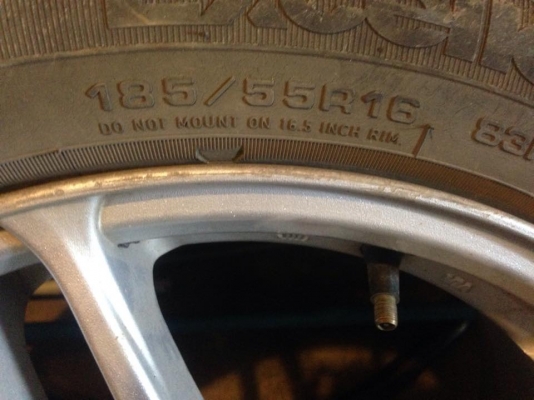 185/55R16 83
DO NOT MOUNT ON 16.5 INCH RIM.